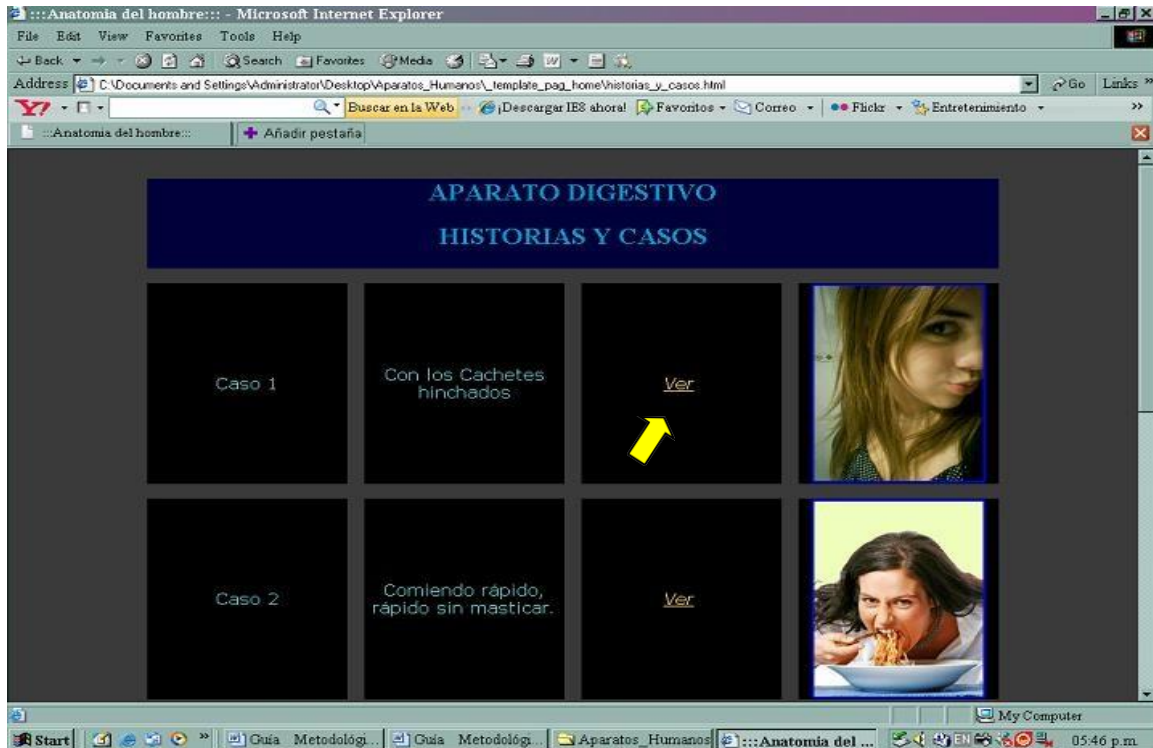 :::Anatomia del hombre::: - Microsoft Internet Explorer
File Edit View Favorites Tools Help
Back Search Favorites Media
Address C:\Documents and Settings\Administrator\Desktop\Aparatos_Humanos\_template_pag_home\historias_y_casos.html Go Links »
Y7 Buscar en la Web ¡Descargar IE8 ahora! Favoritos Correo Flickr Entretenimiento »
:::Anatomia del hombre::: Añadir pestaña
APARATO DIGESTIVO
HISTORIAS Y CASOS
Caso 1
Con los Cachetes
hinchados
Ver
Caso 2
Comiendo rápido,
rápido sin masticar.
Ver
My Computer
Start » Guía Metodológi... Guía Metodológi... Aparatos_Humanos :::Anatomia del ... EN 05:46 p.m.